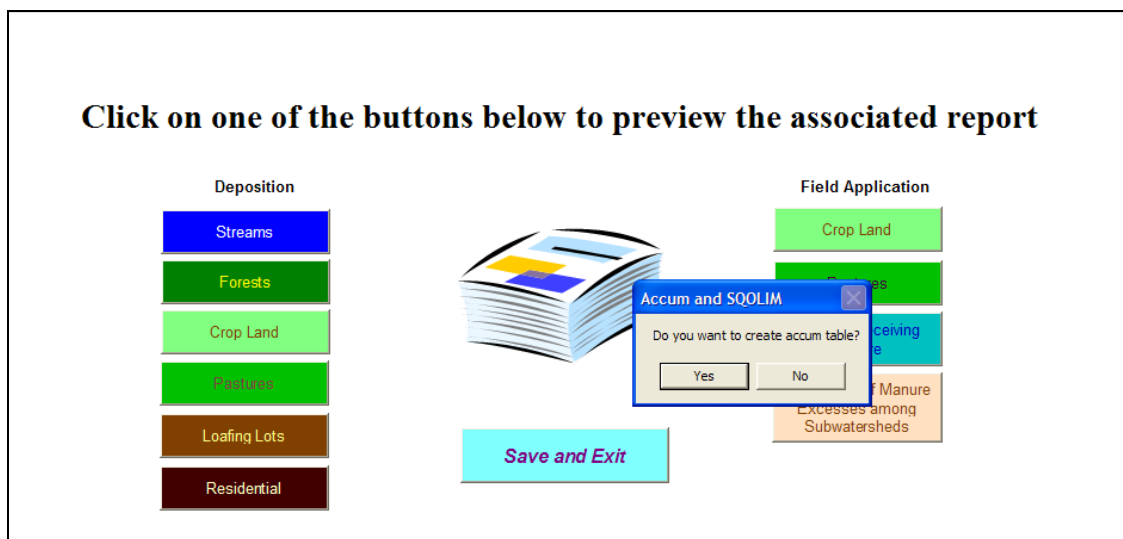 Click on one of the buttons below to preview the associated report
Deposition
Streams
Forests
Crop Land
Pastures
Loafing Lots
Residential
Save and Exit
Field Application
Crop Land
Manure
Excesses among
Subwatersheds
Accum and SQOLIM
Do you want to create accum table?
Yes
No